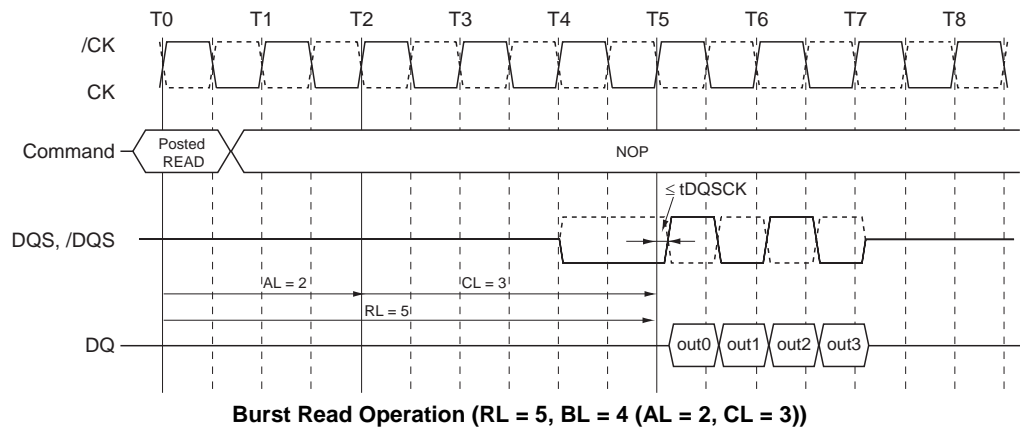 T0 T1 T2 T3 T4 T5 T6 T7 T8
/CK
CK
Command
Posted
READ
NOP
≤ tDQSCK
DQS, /DQS
AL = 2
CL = 3
RL = 5
DQ
out0 out1 out2 out3
Burst Read Operation (RL = 5, BL = 4 (AL = 2, CL = 3))